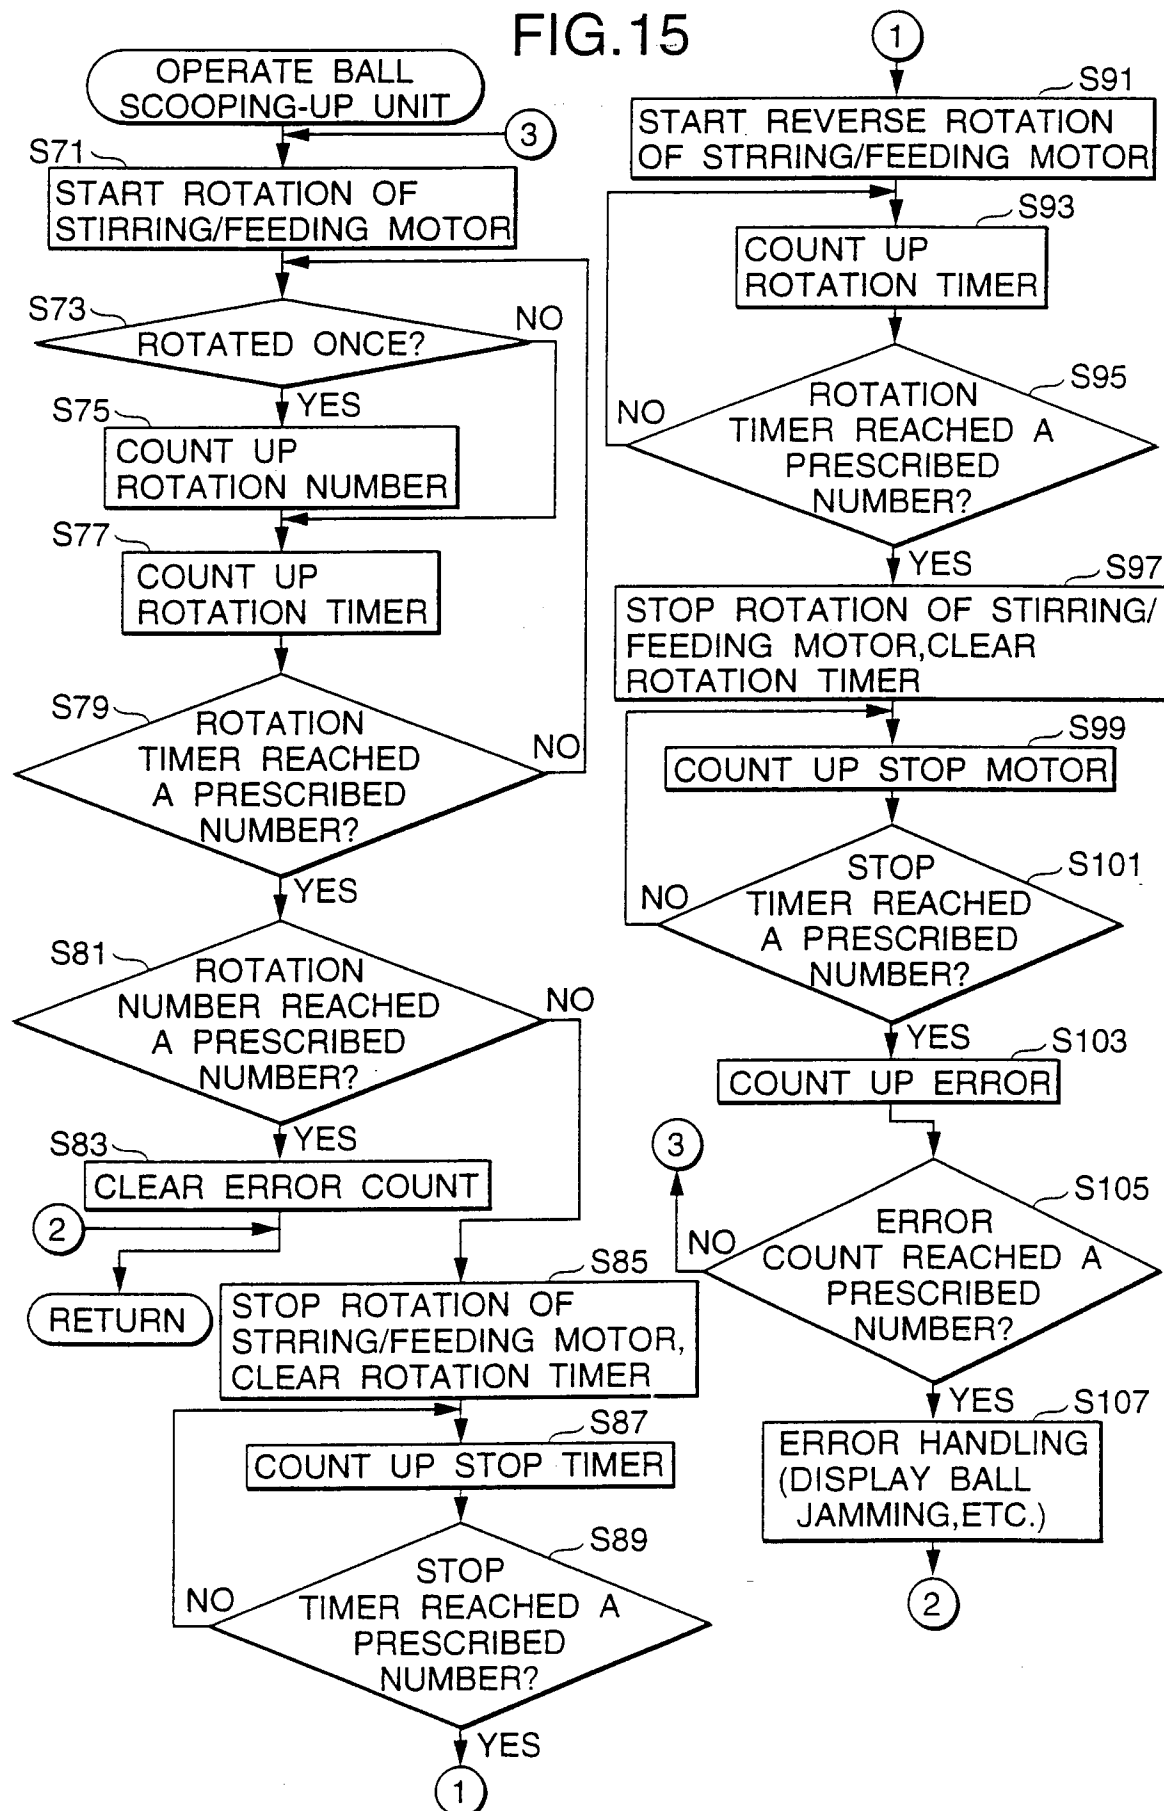 FIG.15
OPERATE BALL
SCOOPING-UP UNIT
3
S71
START ROTATION OF
STIRRING/FEEDING MOTOR
S73
ROTATED ONCE?
NO
YES
S75
COUNT UP
ROTATION NUMBER
S77
COUNT UP
ROTATION TIMER
S79
ROTATION
TIMER REACHED
A PRESCRIBED
NUMBER?
NO
YES
S81
ROTATION
NUMBER REACHED
A PRESCRIBED
NUMBER?
NO
YES
S83
CLEAR ERROR COUNT
2
RETURN
S85
STOP ROTATION OF
STRRING/FEEDING MOTOR,
CLEAR ROTATION TIMER
S87
COUNT UP STOP TIMER
S89
STOP
TIMER REACHED A
PRESCRIBED
NUMBER?
NO
YES
1
1
S91
START REVERSE ROTATION
OF STRRING/FEEDING MOTOR
S93
COUNT UP
ROTATION TIMER
S95
ROTATION
TIMER REACHED A
PRESCRIBED
NUMBER?
NO
YES
S97
STOP ROTATION OF STIRRING/
FEEDING MOTOR,CLEAR
ROTATION TIMER
S99
COUNT UP STOP MOTOR
S101
STOP
TIMER REACHED
A PRESCRIBED
NUMBER?
NO
YES
S103
COUNT UP ERROR
3
S105
ERROR
COUNT REACHED A
PRESCRIBED
NUMBER?
NO
YES
S107
ERROR HANDLING
(DISPLAY BALL
JAMMING,ETC.)
2